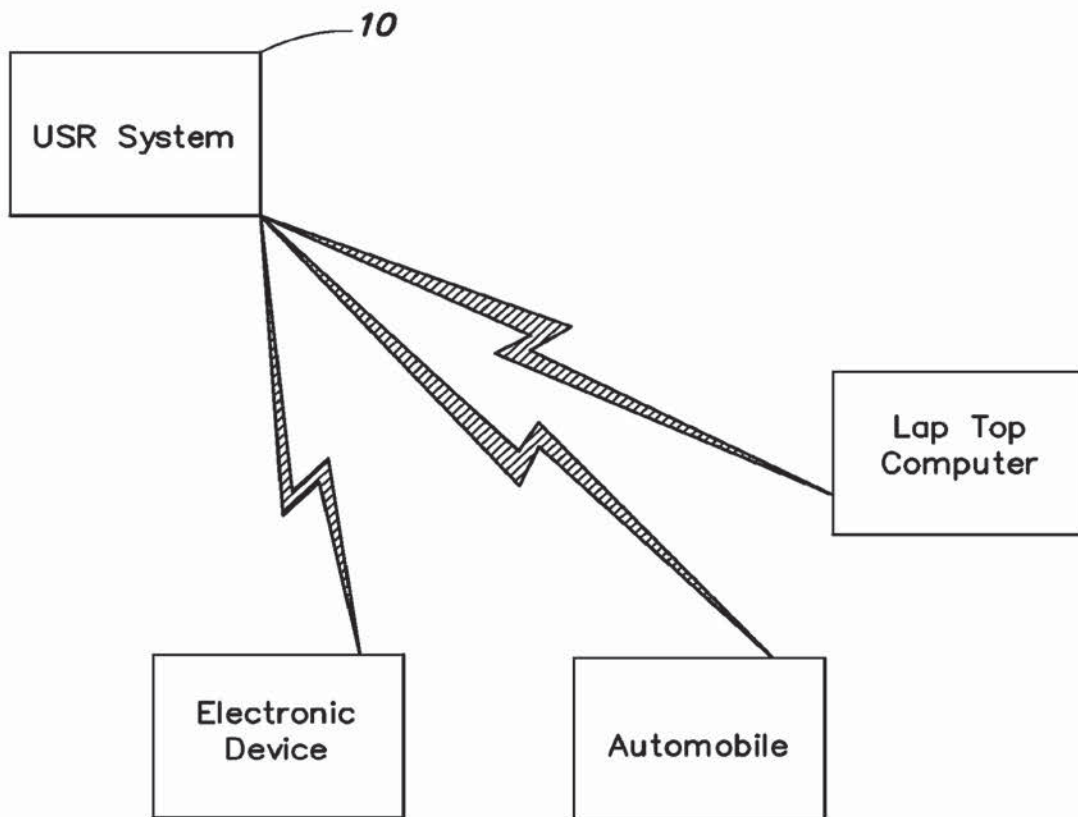 10
USR System
Lap Top
Computer
Electronic
Device
Automobile